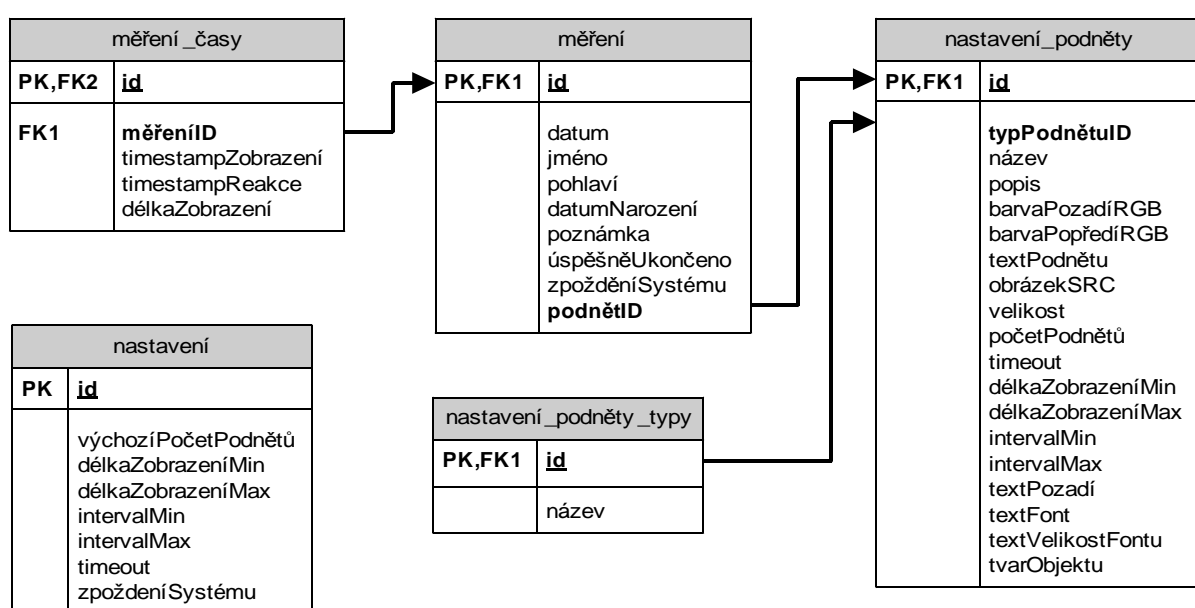 měření_časy
PK,FK2 id
FK1 měřeníID
timestampZobrazení
timestampReakce
délkaZobrazení
měření
PK,FK1 id
datum
jméno
pohlaví
datumNarození
poznámka
úspěšněUkončeno
zpožděníSystému
podnětID
nastavení_podněty
PK,FK1 id
typPodnětuID
název
popis
barvaPozadíRGB
barvaPopředíRGB
textPodnětu
obrázekSRC
velikost
početPodnětů
timeout
délkaZobrazeníMin
délkaZobrazeníMax
intervalMin
intervalMax
textPozadí
textFont
textVelikostFontu
tvarObjektu
nastavení
PK id
výchozíPočetPodnětů
délkaZobrazeníMin
délkaZobrazeníMax
intervalMin
intervalMax
timeout
zpoždeníSystému
nastavení_podněty_typy
PK,FK1 id
název